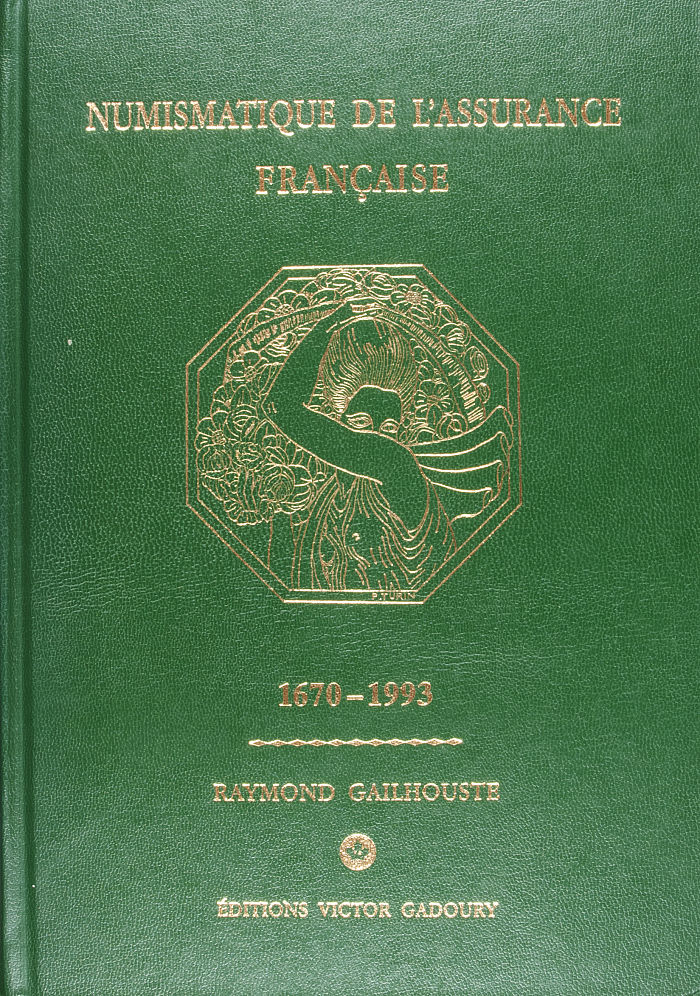 NUMISMATIQUE DE L'ASSURANCE
FRANÇAISE
P.TURIN
1670–1993
RAYMOND GAILHOUSTE
ÉDITIONS VICTOR GADOURY